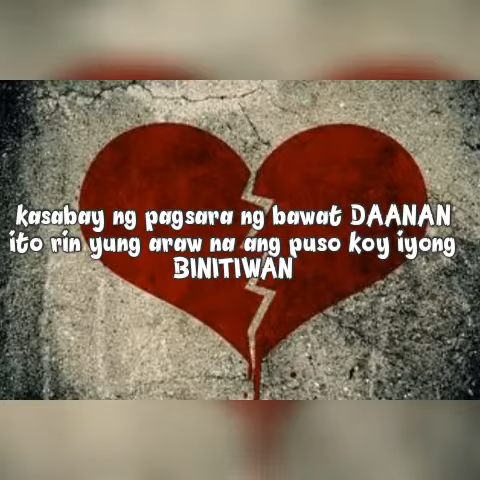 kasabay ng pagsara ng bawat DAANAN
ito rin yung araw na ang puso koy iyong
BINITIWAN